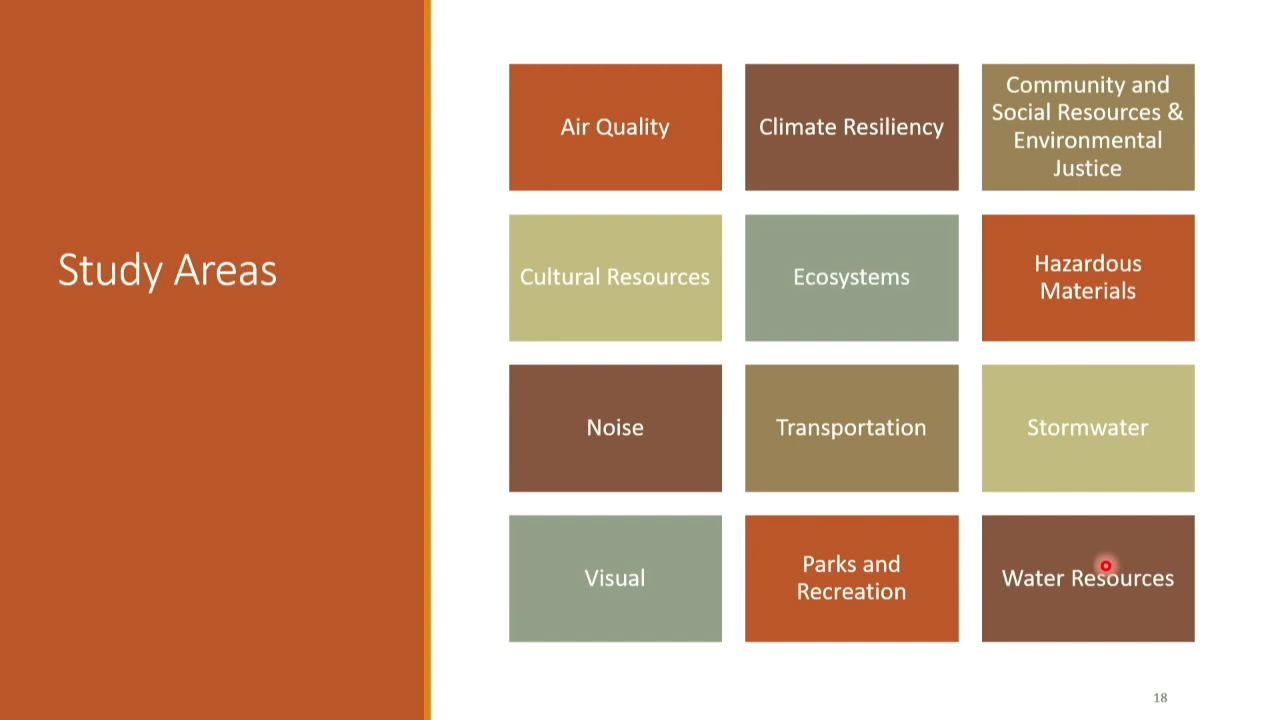 Study Areas
Air Quality
Climate Resiliency
Community and
Social Resources &
Environmental
Justice
Cultural Resources
Ecosystems
Hazardous
Materials
Noise
Transportation
Stormwater
Visual
Parks and
Recreation
Water Resources
18